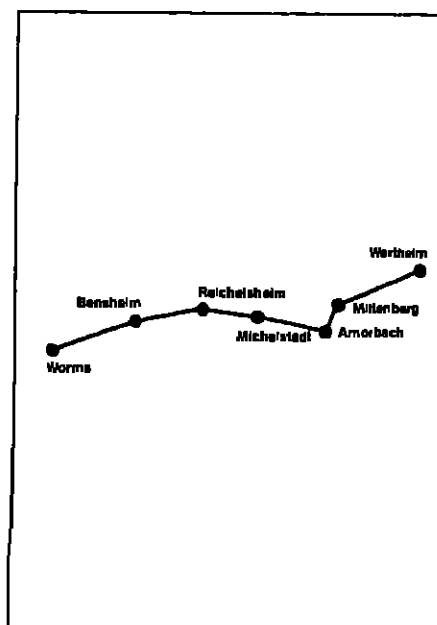 Wertheim
Reichelsheim
Bensheim
Miltenberg
Michelstadt
Amorbach
Worms